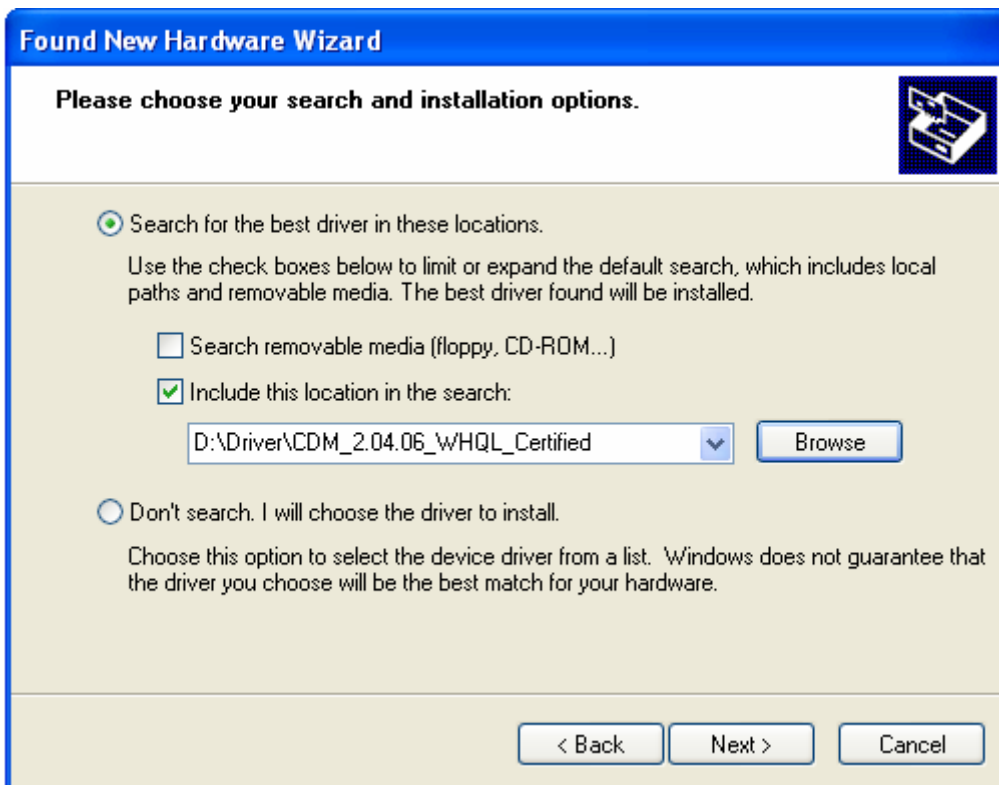 Found New Hardware Wizard
Please choose your search and installation options.
Search for the best driver in these locations.
Use the check boxes below to limit or expand the default search, which includes local
paths and removable media. The best driver found will be installed.
Search removable media (floppy, CD-ROM...)
Include this location in the search:
D:\Driver\CDM_2.04.06_WHQL_Certified
Browse
Don't search. I will choose the driver to install.
Choose this option to select the device driver from a list.  Windows does not guarantee that
the driver you choose will be the best match for your hardware.
< Back
Next >
Cancel